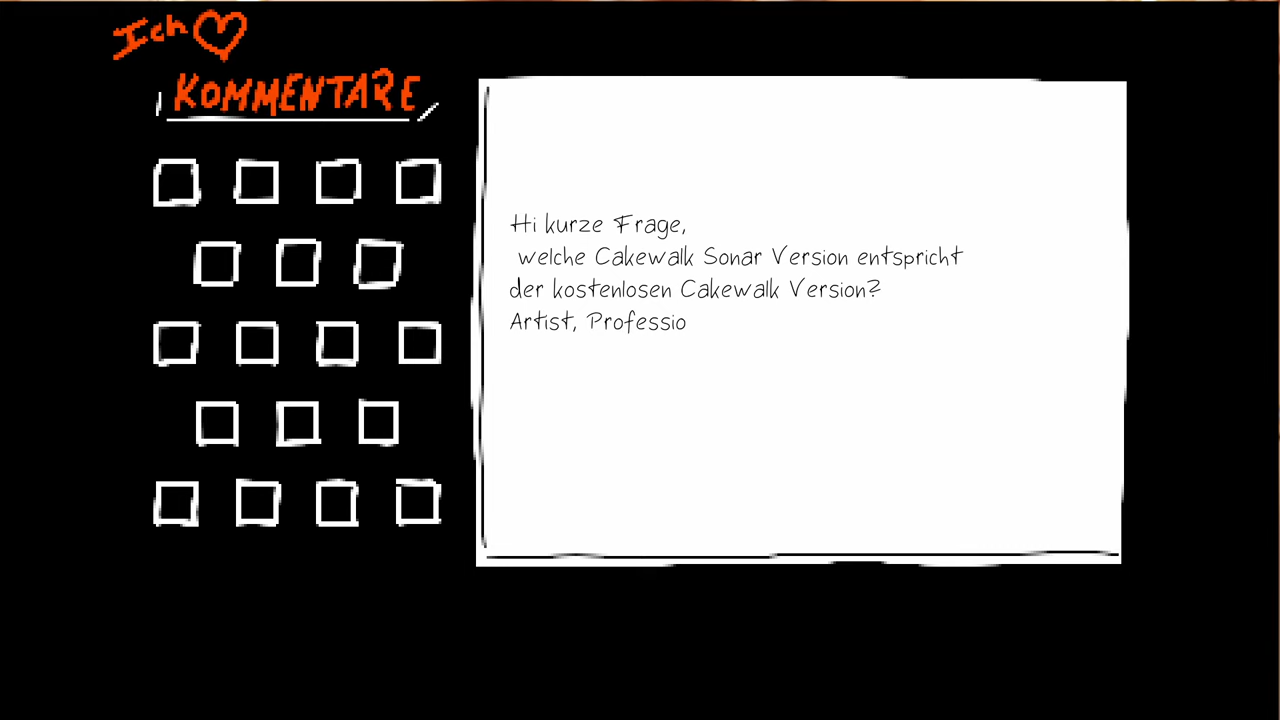 Ich
KOMMENTARE
Hi kurze Frage,
welche Cakewalk Sonar Version entspricht
der kostenlosen Cakewalk Version?
Artist, Professio